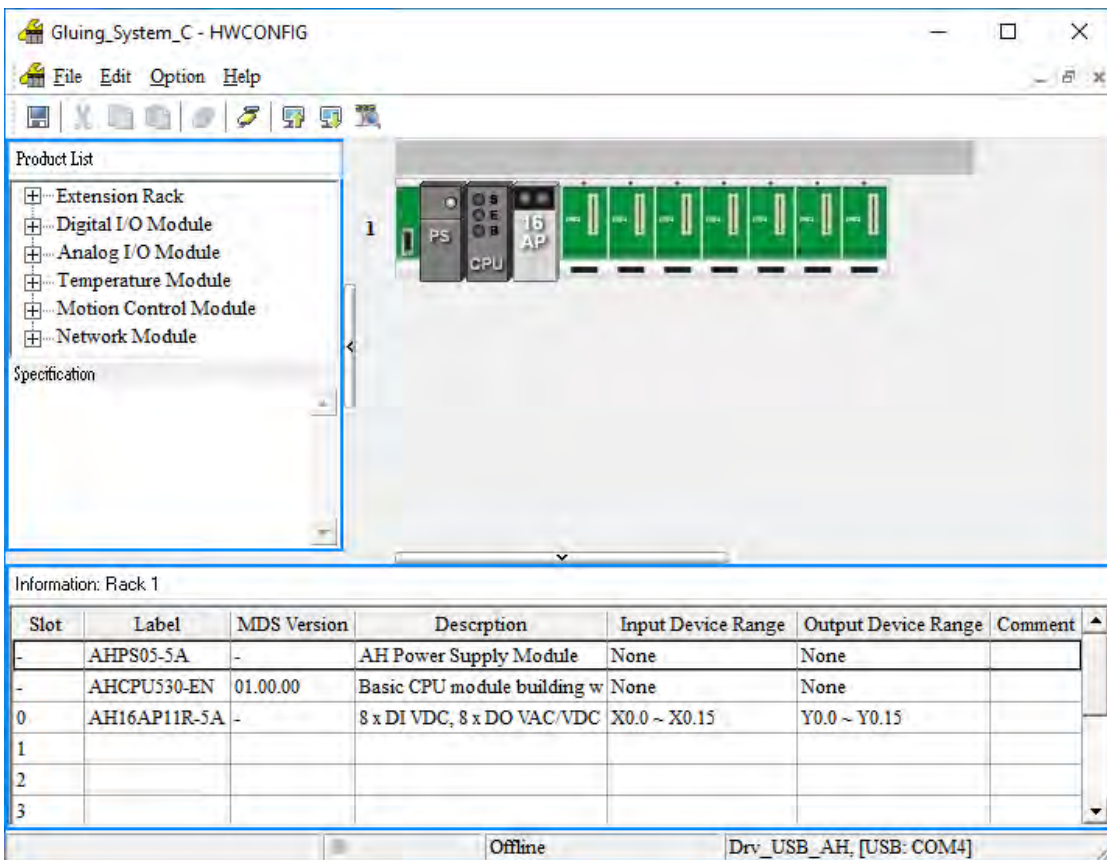 Gluing_System_C - HWCONFIG
File Edit Option Help
Product List
Extension Rack
Digital I/O Module
Analog I/O Module
Temperature Module
Motion Control Module
Network Module
Specification
1
PS
S
E
B
CPU
16
AP
Information: Rack 1
Slot Label MDS Version Descrption Input Device Range Output Device Range Comment
- AHPS05-5A - AH Power Supply Module None None
- AHCPU530-EN 01.00.00 Basic CPU module building w None None
0 AH16AP11R-5A - 8 x DI VDC, 8 x DO VAC/VDC X0.0 ~ X0.15 Y0.0 ~ Y0.15
1
2
3
Offline Drv_USB_AH, [USB: COM4]